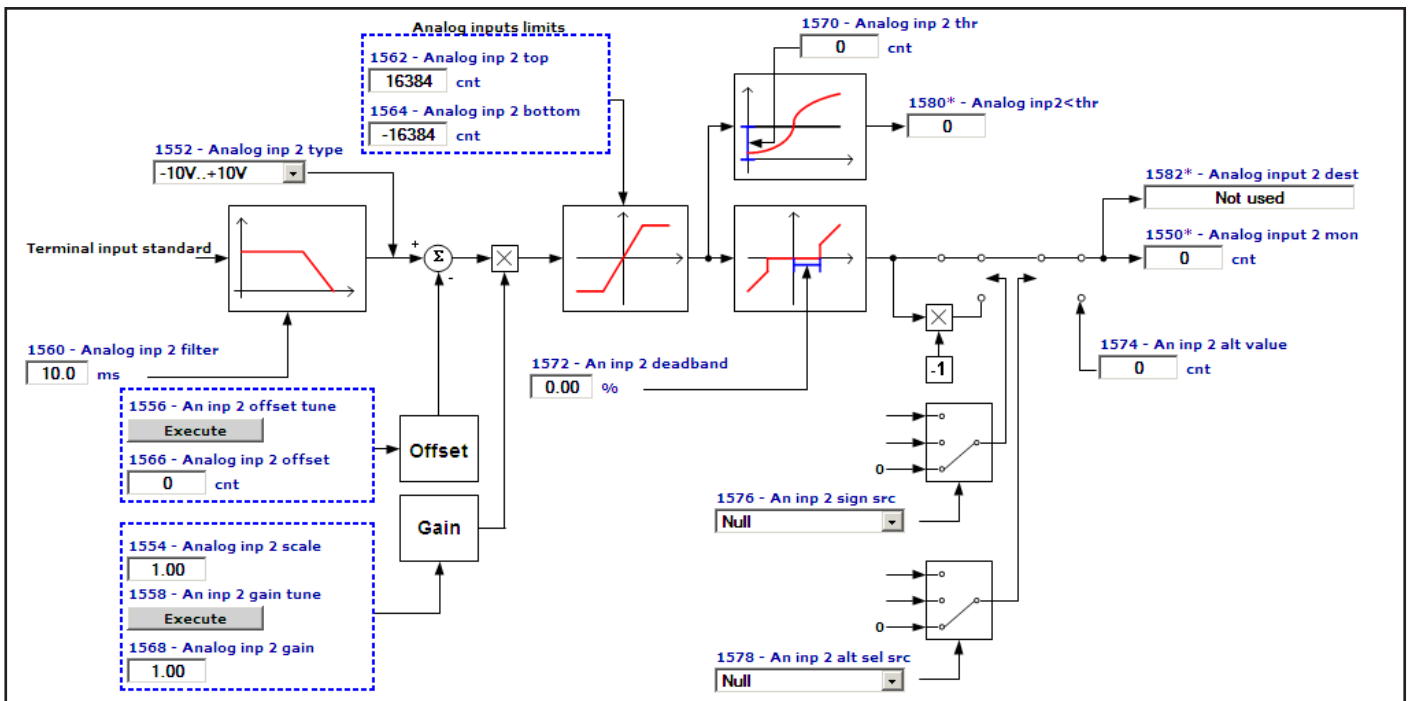 Analog inputs limits
1562 - Analog inp 2 top
16384 cnt
1564 - Analog inp 2 bottom
-16384 cnt
1570 - Analog inp 2 thr
0 cnt
1580* - Analog inp2<thr
0
1552 - Analog inp 2 type
-10V..+10V
Terminal input standard
+
Σ
-
1582* - Analog input 2 dest
Not used
1550* - Analog input 2 mon
0 cnt
1560 - Analog inp 2 filter
10.0 ms
1572 - An inp 2 deadband
0.00 %
-1
1574 - An inp 2 alt value
0 cnt
1556 - An inp 2 offset tune
Execute
1566 - Analog inp 2 offset
0 cnt
Offset
1554 - Analog inp 2 scale
1.00
1558 - An inp 2 gain tune
Execute
1568 - Analog inp 2 gain
1.00
Gain
0
1576 - An inp 2 sign src
Null
0
1578 - An inp 2 alt sel src
Null